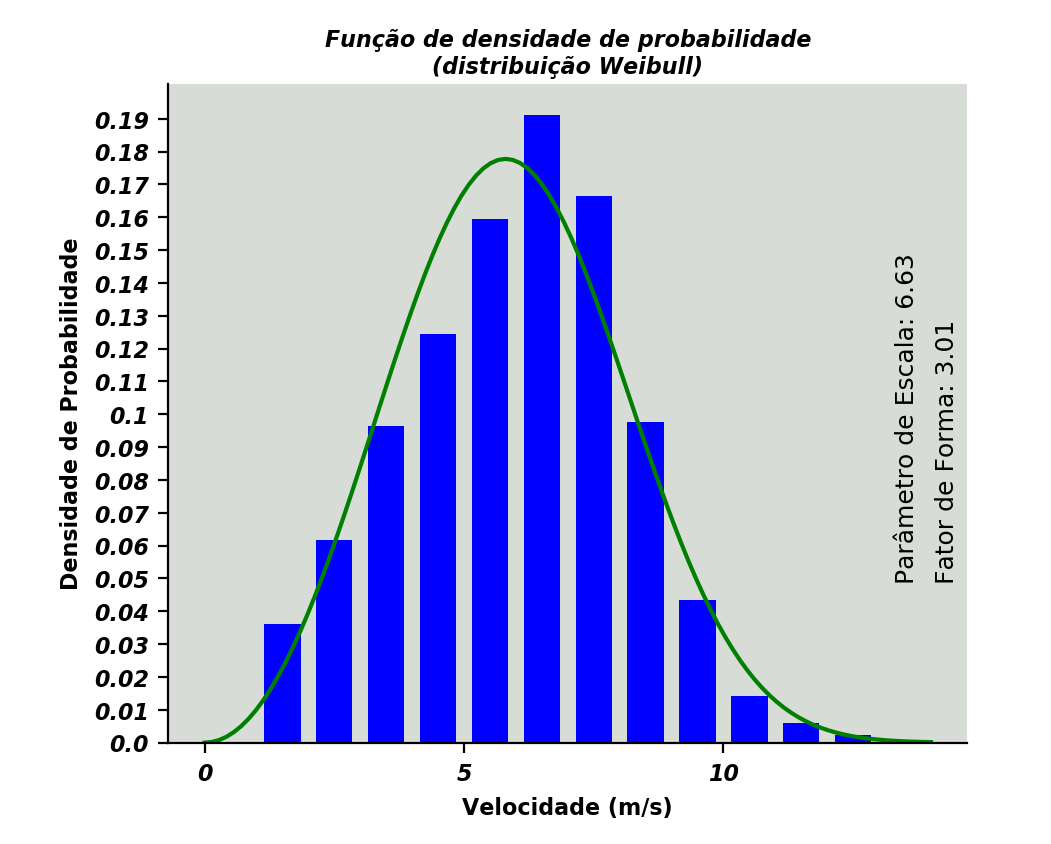 Função de densidade de probabilidade
(distribuição Weibull)
Densidade de Probabilidade
0.19
0.18
0.17
0.16
0.15
0.14
0.13
0.12
0.11
0.1
0.09
0.08
0.07
0.06
0.05
0.04
0.03
0.02
0.01
0.0
0 5 10
Velocidade (m/s)
Parâmetro de Escala: 6.63
Fator de Forma: 3.01